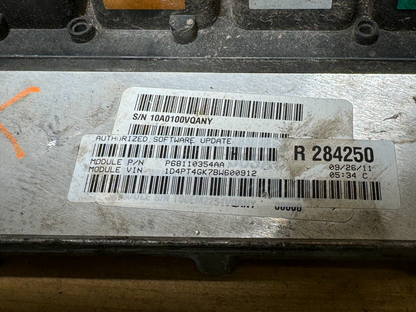 S/N 10A0100VQANY
AUTHORIZED SOFTWARE UPDATE
R 284250
MODULE P/N P68110354AA
09/26/11
MODULE VIN 1D4PT4GK7BW600912
05:34 C